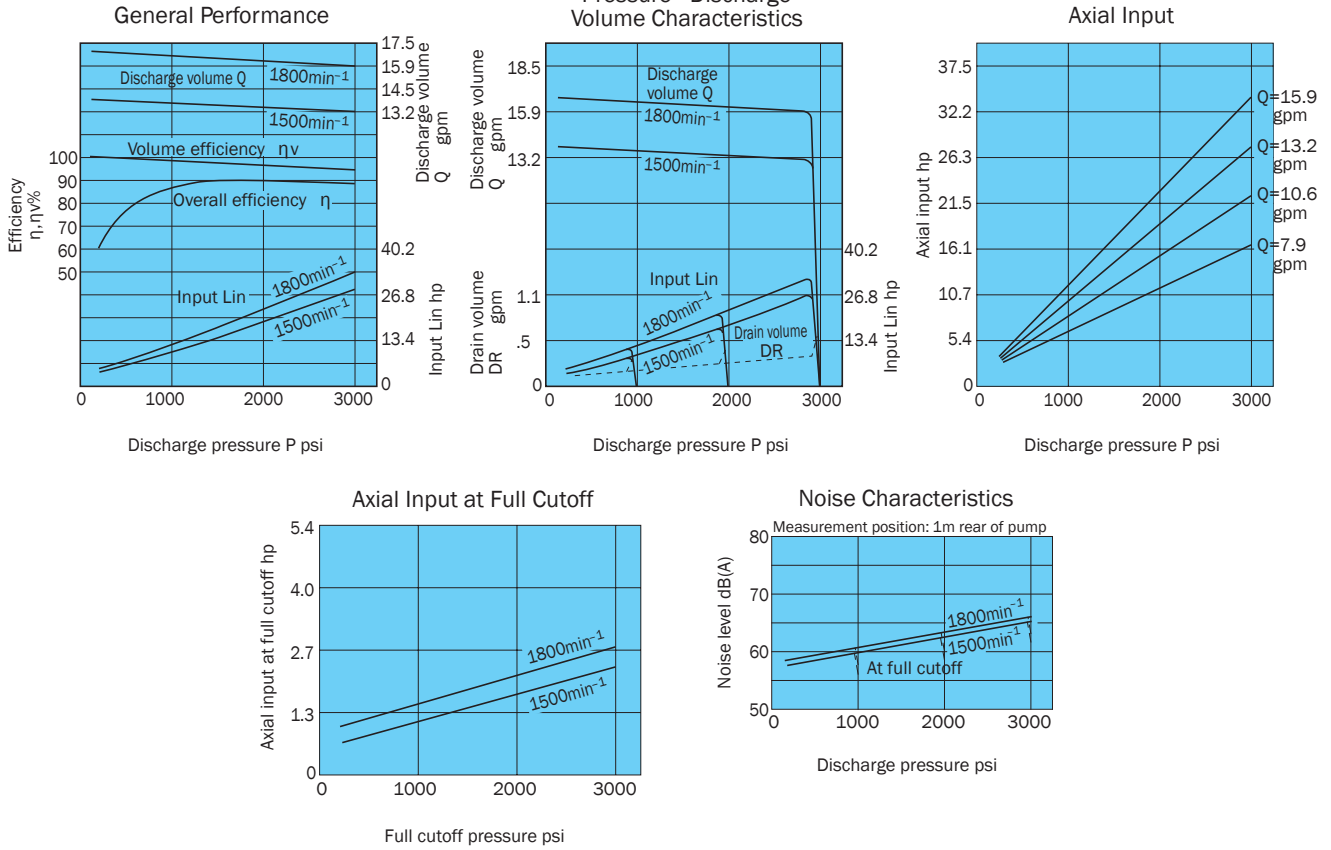 General Performance
17.5
15.9
14.5
13.2
Discharge volume
Q gpm
Discharge volume Q
1800min⁻¹
1500min⁻¹
Volume efficiency ηv
Overall efficiency η
Efficiency
η,ηv%
100
90
80
70
60
50
40.2
26.8
13.4
0
Input Lin hp
Input Lin
1800min⁻¹
1500min⁻¹
0
1000
2000
3000
Discharge pressure P psi
Volume Characteristics
18.5
15.9
13.2
Discharge volume
Q gpm
Discharge
volume Q
1800min⁻¹
1500min⁻¹
1.1
.5
0
Drain volume
DR gpm
40.2
26.8
13.4
Input Lin hp
Input Lin
1800min⁻¹
1500min⁻¹
Drain volume
DR
0
1000
2000
3000
Discharge pressure P psi
Axial Input
37.5
32.2
26.3
21.5
16.1
10.7
5.4
0
Axial input hp
Q=15.9
gpm
Q=13.2
gpm
Q=10.6
gpm
Q=7.9
gpm
0
1000
2000
3000
Discharge pressure P psi
Axial Input at Full Cutoff
5.4
4.0
2.7
1.3
0
Axial input at full cutoff hp
1800min⁻¹
1500min⁻¹
0
1000
2000
3000
Full cutoff pressure psi
Noise Characteristics
Measurement position: 1m rear of pump
80
70
60
50
Noise level dB(A)
1800min⁻¹
1500min⁻¹
At full cutoff
0
1000
2000
3000
Discharge pressure psi